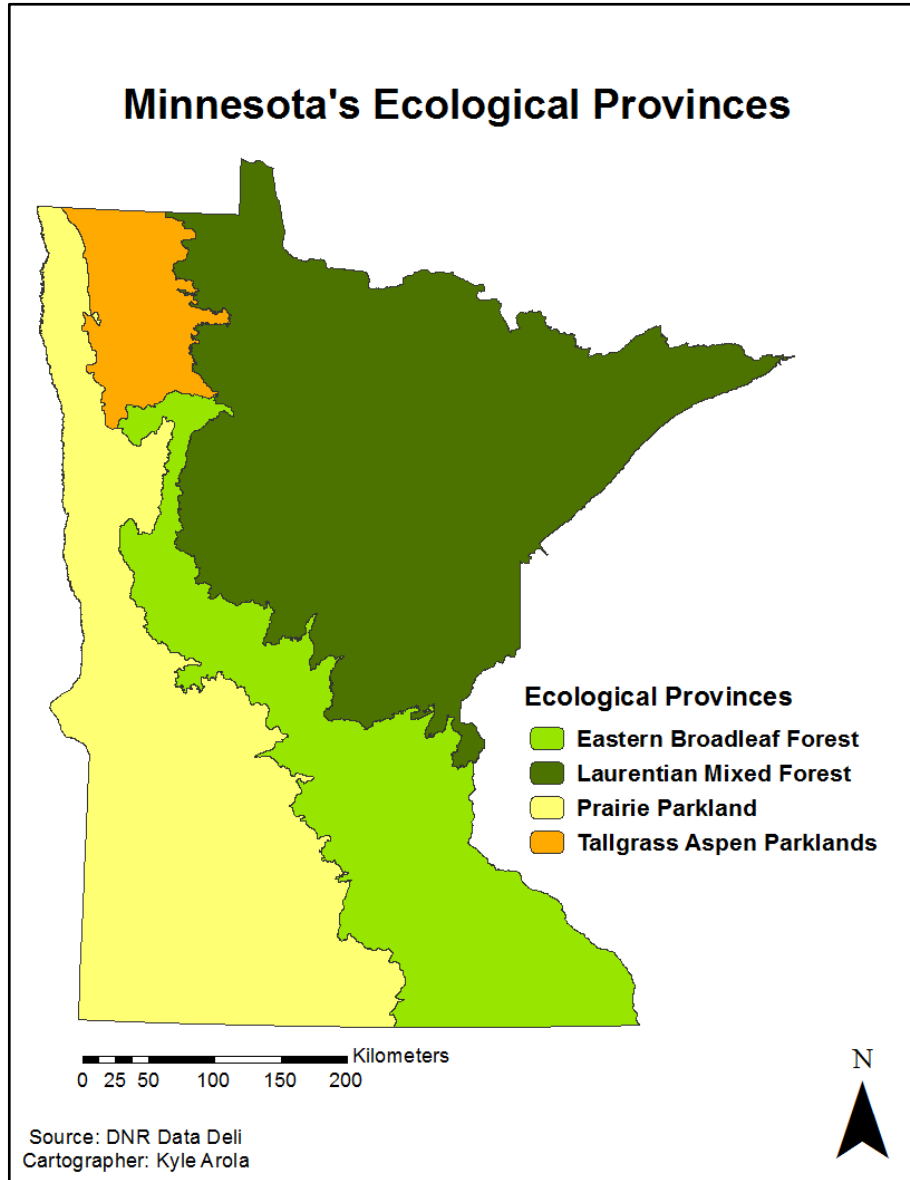 Minnesota's Ecological Provinces
Ecological Provinces
Eastern Broadleaf Forest
Laurentian Mixed Forest
Prairie Parkland
Tallgrass Aspen Parklands
Kilometers
0 25 50 100 150 200
N
Source: DNR Data Deli
Cartographer: Kyle Arola